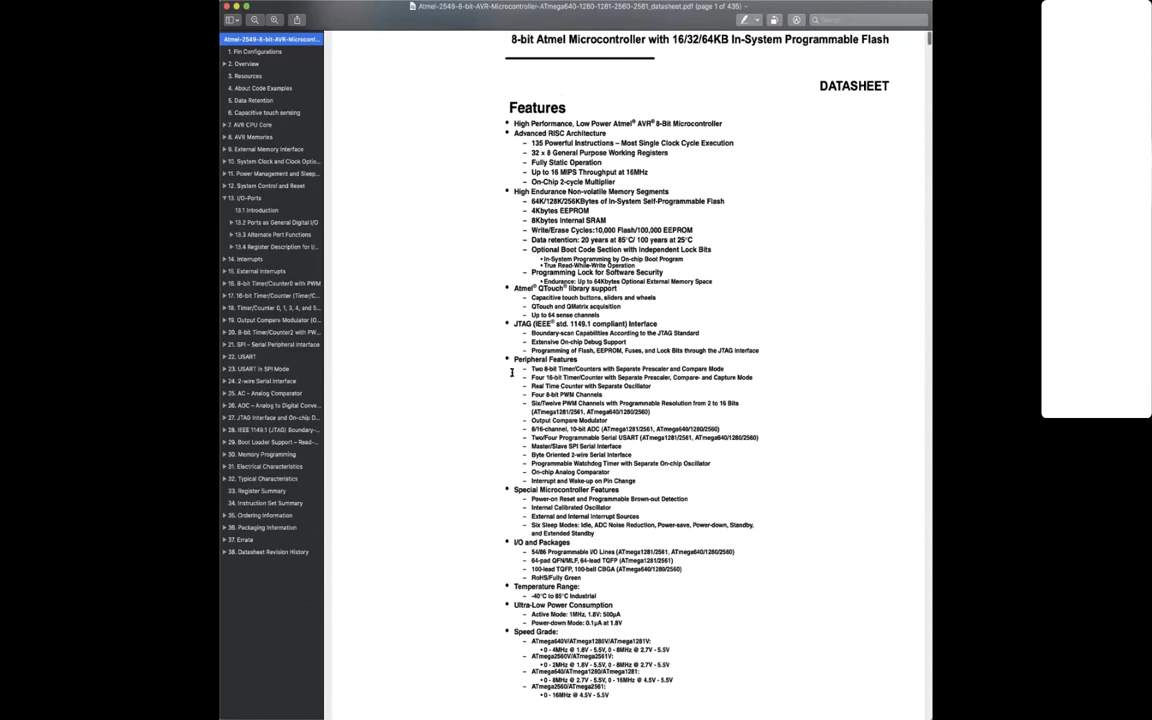 Atmel-2549-8-bit-AVR-Microcontroller-ATmega640-1280-1281-2560-2561_datasheet.pdf (page 1 of 435)
Search
Atmel-2549-8-bit-AVR-Microcont...
1. Pin Configurations
2. Overview
3. Resources
4. About Code Examples
5. Data Retention
6. Capacitive touch sensing
7. AVR CPU Core
8. AVR Memories
9. External Memory Interface
10. System Clock and Clock Optio...
11. Power Management and Sleep...
12. System Control and Reset
13. I/O-Ports
13.1 Introduction
13.2 Ports as General Digital I/O
13.3 Alternate Port Functions
13.4 Register Description for I/...
14. Interrupts
15. External Interrupts
16. 8-bit Timer/Counter0 with PWM
17. 16-bit Timer/Counter (Timer/C...
18. Timer/Counter 0, 1, 3, 4, and 5...
19. Output Compare Modulator (O...
20. 8-bit Timer/Counter2 with PW...
21. SPI – Serial Peripheral Interface
22. USART
23. USART in SPI Mode
24. 2-wire Serial Interface
25. AC – Analog Comparator
26. ADC – Analog to Digital Conve...
27. JTAG Interface and On-chip D...
28. IEEE 1149.1 (JTAG) Boundary-...
29. Boot Loader Support – Read-...
30. Memory Programming
31. Electrical Characteristics
32. Typical Characteristics
33. Register Summary
34. Instruction Set Summary
35. Ordering Information
36. Packaging Information
37. Errata
38. Datasheet Revision History
8-bit Atmel Microcontroller with 16/32/64KB In-System Programmable Flash
DATASHEET
Features
• High Performance, Low Power Atmel® AVR® 8-Bit Microcontroller
• Advanced RISC Architecture
– 135 Powerful Instructions – Most Single Clock Cycle Execution
– 32 × 8 General Purpose Working Registers
– Fully Static Operation
– Up to 16 MIPS Throughput at 16MHz
– On-Chip 2-cycle Multiplier
• High Endurance Non-volatile Memory Segments
– 64K/128K/256KBytes of In-System Self-Programmable Flash
– 4Kbytes EEPROM
– 8Kbytes Internal SRAM
– Write/Erase Cycles:10,000 Flash/100,000 EEPROM
– Data retention: 20 years at 85°C/ 100 years at 25°C
– Optional Boot Code Section with Independent Lock Bits
• In-System Programming by On-chip Boot Program
• True Read-While-Write Operation
– Programming Lock for Software Security
• Endurance: Up to 64Kbytes Optional External Memory Space
• Atmel® QTouch® library support
– Capacitive touch buttons, sliders and wheels
– QTouch and QMatrix acquisition
– Up to 64 sense channels
• JTAG (IEEE® std. 1149.1 compliant) Interface
– Boundary-scan Capabilities According to the JTAG Standard
– Extensive On-chip Debug Support
– Programming of Flash, EEPROM, Fuses, and Lock Bits through the JTAG Interface
• Peripheral Features
– Two 8-bit Timer/Counters with Separate Prescaler and Compare Mode
– Four 16-bit Timer/Counter with Separate Prescaler, Compare- and Capture Mode
– Real Time Counter with Separate Oscillator
– Four 8-bit PWM Channels
– Six/Twelve PWM Channels with Programmable Resolution from 2 to 16 Bits
(ATmega1281/2561, ATmega640/1280/2560)
– Output Compare Modulator
– 8/16-channel, 10-bit ADC (ATmega1281/2561, ATmega640/1280/2560)
– Two/Four Programmable Serial USART (ATmega1281/2561, ATmega640/1280/2560)
– Master/Slave SPI Serial Interface
– Byte Oriented 2-wire Serial Interface
– Programmable Watchdog Timer with Separate On-chip Oscillator
– On-chip Analog Comparator
– Interrupt and Wake-up on Pin Change
• Special Microcontroller Features
– Power-on Reset and Programmable Brown-out Detection
– Internal Calibrated Oscillator
– External and Internal Interrupt Sources
– Six Sleep Modes: Idle, ADC Noise Reduction, Power-save, Power-down, Standby,
and Extended Standby
• I/O and Packages
– 54/86 Programmable I/O Lines (ATmega1281/2561, ATmega640/1280/2560)
– 64-pad QFN/MLF, 64-lead TQFP (ATmega1281/2561)
– 100-lead TQFP, 100-ball CBGA (ATmega640/1280/2560)
– RoHS/Fully Green
• Temperature Range:
– -40°C to 85°C Industrial
• Ultra-Low Power Consumption
– Active Mode: 1MHz, 1.8V: 500µA
– Power-down Mode: 0.1µA at 1.8V
• Speed Grade:
– ATmega640V/ATmega1280V/ATmega1281V:
• 0 - 4MHz @ 1.8V - 5.5V, 0 - 8MHz @ 2.7V - 5.5V
– ATmega2560V/ATmega2561V:
• 0 - 2MHz @ 1.8V - 5.5V, 0 - 8MHz @ 2.7V - 5.5V
– ATmega640/ATmega1280/ATmega1281:
• 0 - 8MHz @ 2.7V - 5.5V, 0 - 16MHz @ 4.5V - 5.5V
– ATmega2560/ATmega2561:
• 0 - 16MHz @ 4.5V - 5.5V